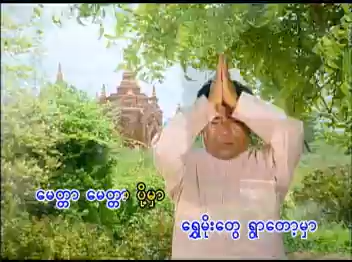 မေတ္တာ မေတ္တာ ပို့မှာ
ရွှေမိုးတွေ ရွာတော့မှာ